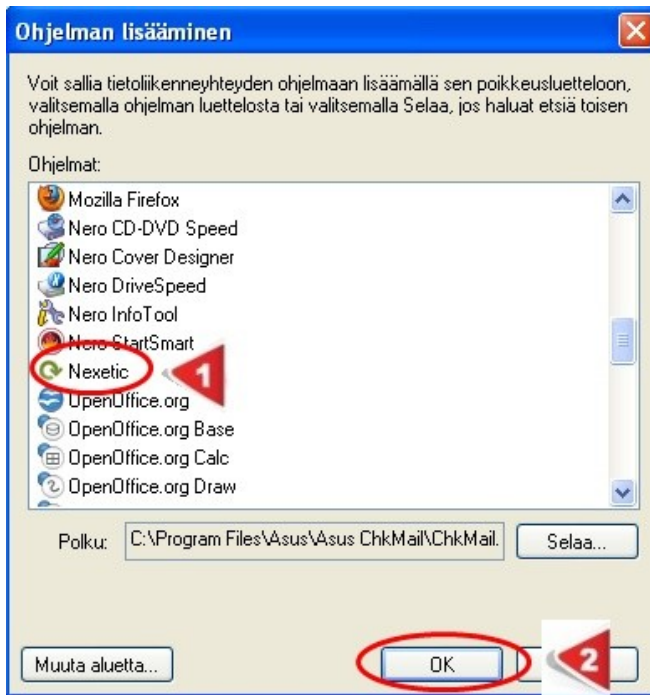 Ohjelman lisääminen
Voit sallia tietoliikenneyhteyden ohjelmaan lisäämällä sen poikkeusluetteloon,
valitsemalla ohjelman luettelosta tai valitsemalla Selaa, jos haluat etsiä toisen
ohjelman.
Ohjelmat:
Mozilla Firefox
Nero CD-DVD Speed
Nero Cover Designer
Nero DriveSpeed
Nero InfoTool
Nero StartSmart
Nexetic
1
OpenOffice.org
OpenOffice.org Base
OpenOffice.org Calc
OpenOffice.org Draw
Polku: C:\Program Files\Asus\Asus ChkMail\ChkMail. Selaa...
Muuta aluetta... OK 2